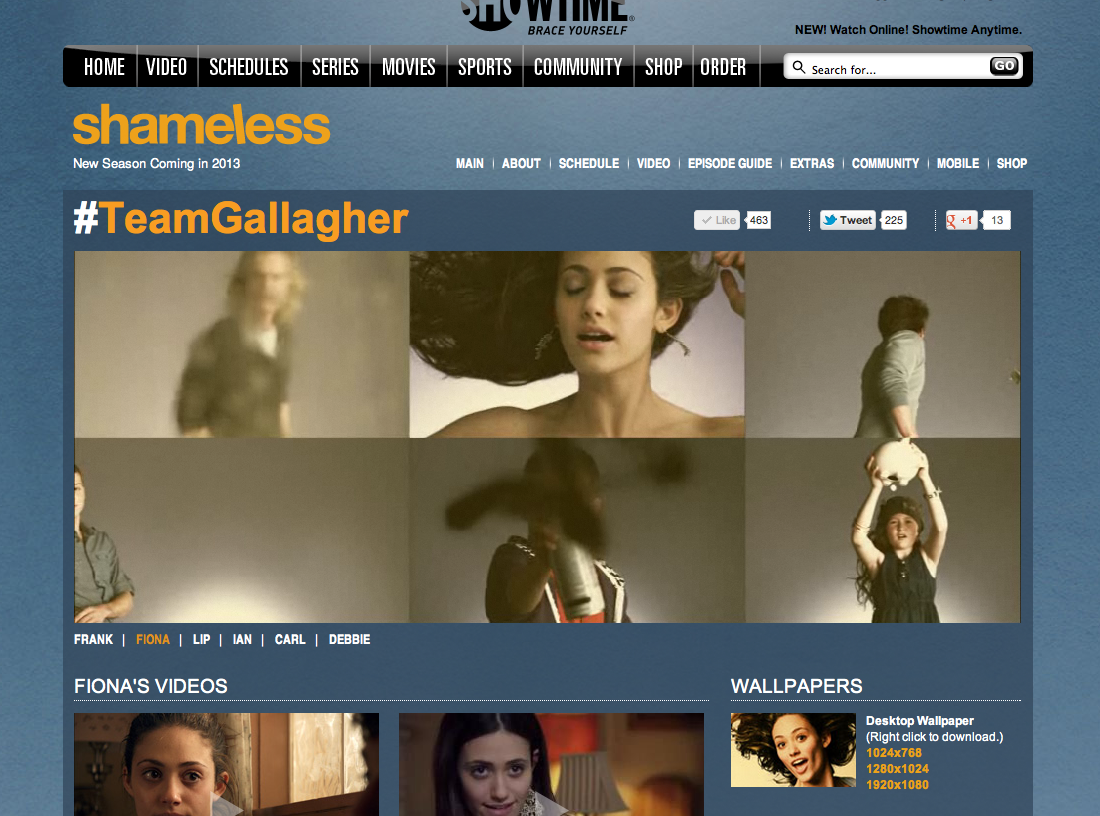 SHOWTIME®
BRACE YOURSELF
NEW! Watch Online! Showtime Anytime.
HOME VIDEO SCHEDULES SERIES MOVIES SPORTS COMMUNITY SHOP ORDER Search for... GO
shameless
New Season Coming in 2013
MAIN | ABOUT | SCHEDULE | VIDEO | EPISODE GUIDE | EXTRAS | COMMUNITY | MOBILE | SHOP
#TeamGallagher
Like 463 Tweet 225 g +1 13
FRANK | FIONA | LIP | IAN | CARL | DEBBIE
FIONA'S VIDEOS
WALLPAPERS
Desktop Wallpaper
(Right click to download.)
1024x768
1280x1024
1920x1080